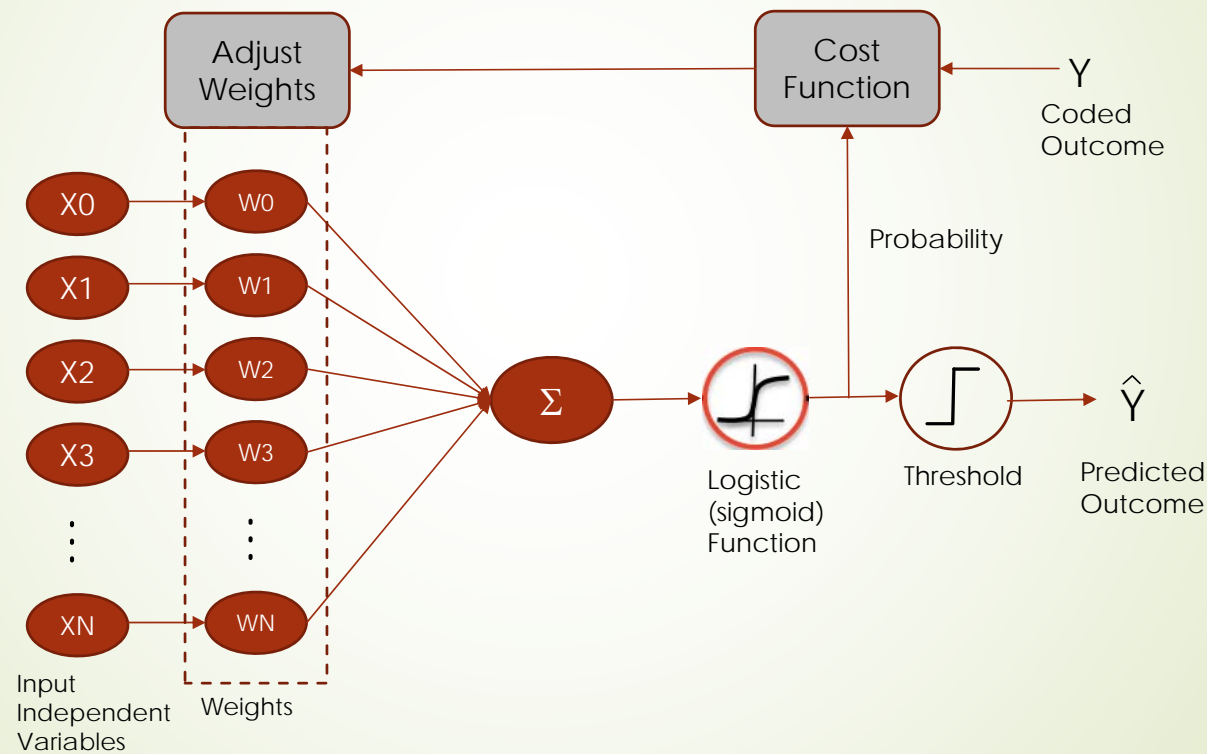 Adjust
Weights
Cost
Function
Y
Coded
Outcome
X0
W0
Probability
X1
W1
X2
W2
Σ
Ŷ
X3
W3
Logistic
(sigmoid)
Function
Threshold
Predicted
Outcome
⋮
⋮
XN
WN
Input
Independent
Variables
Weights